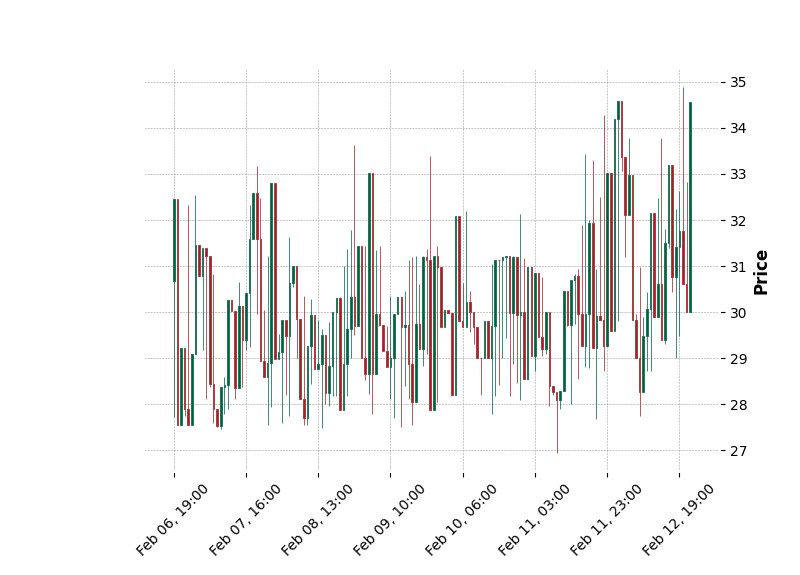 35
34
33
32
31
30
29
28
27
Price
Feb 06, 19:00
Feb 07, 16:00
Feb 08, 13:00
Feb 09, 10:00
Feb 10, 06:00
Feb 11, 03:00
Feb 11, 23:00
Feb 12, 19:00